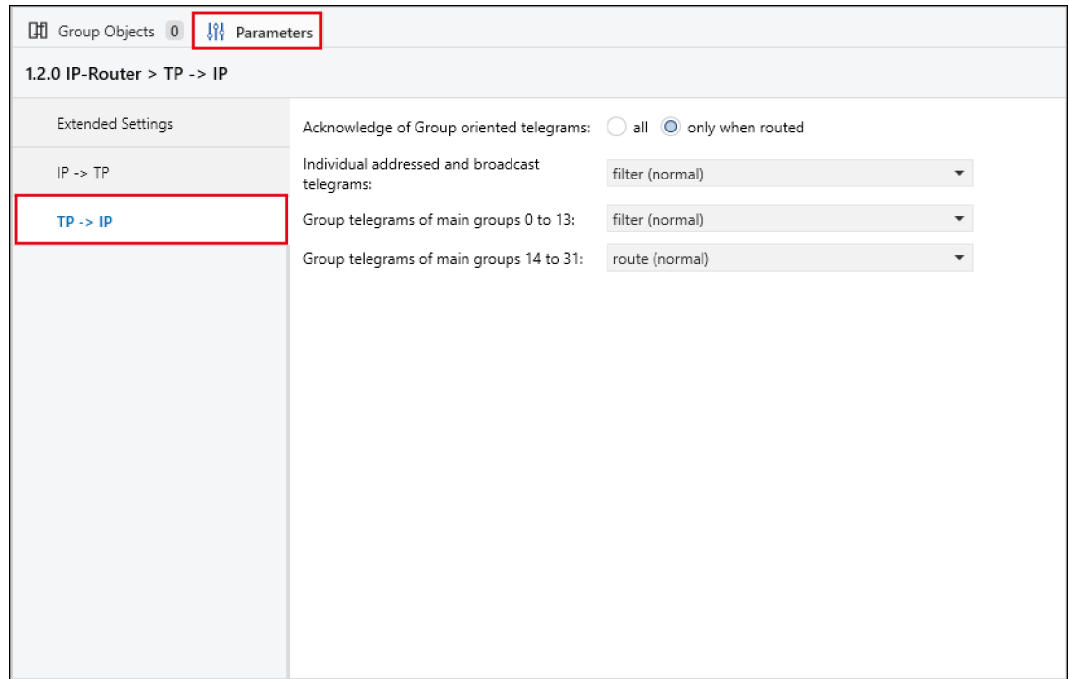 Group Objects 0 Parameters
1.2.0 IP-Router > TP -> IP
Extended Settings
IP -> TP
TP -> IP
Acknowledge of Group oriented telegrams: all only when routed
Individual addressed and broadcast
telegrams:
filter (normal)
Group telegrams of main groups 0 to 13: filter (normal)
Group telegrams of main groups 14 to 31: route (normal)